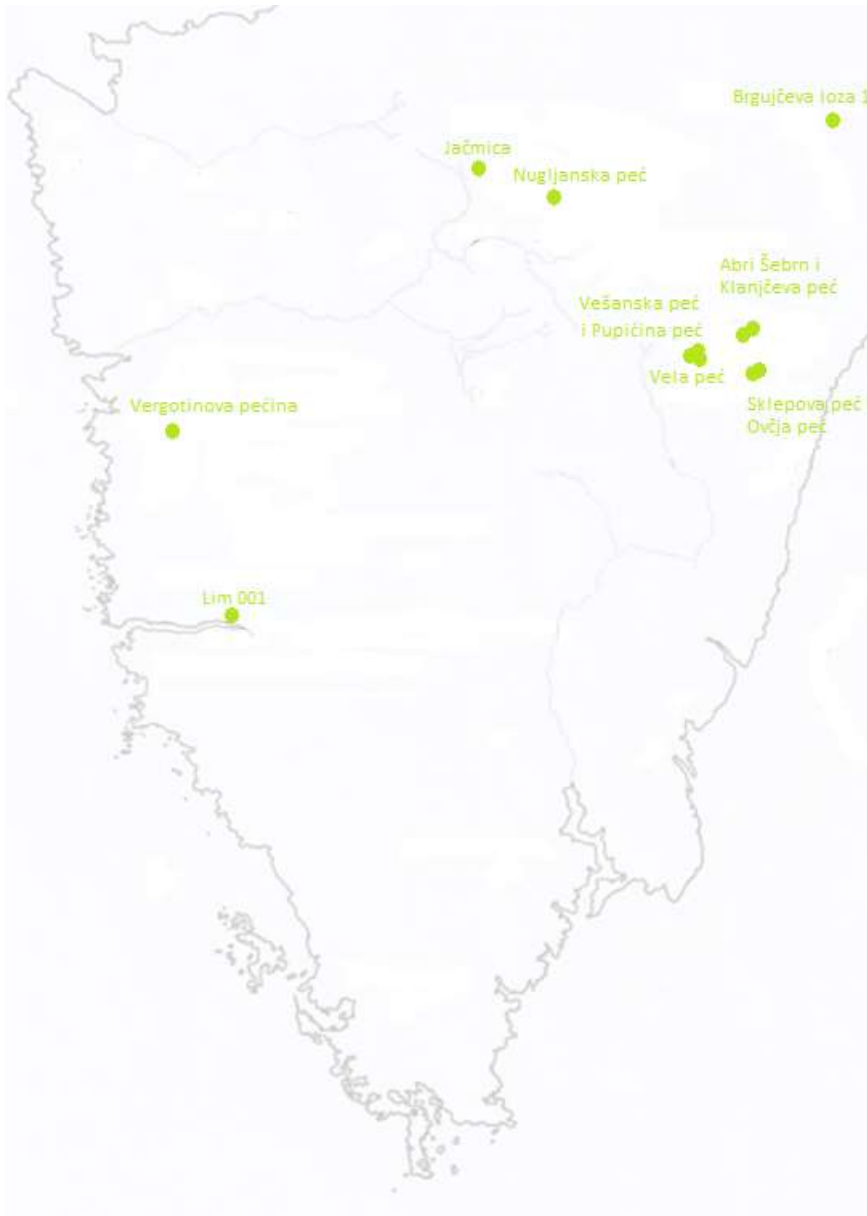 Brgujčeva loza 1
Jačmica
Nugljanska peć
Abri Šebrn i
Klanjčeva peć
Vešanska peć
i Pupićina peć
Vela peć
Sklepova peć
Ovčja peć
Vergotinova pećina
Lim 001